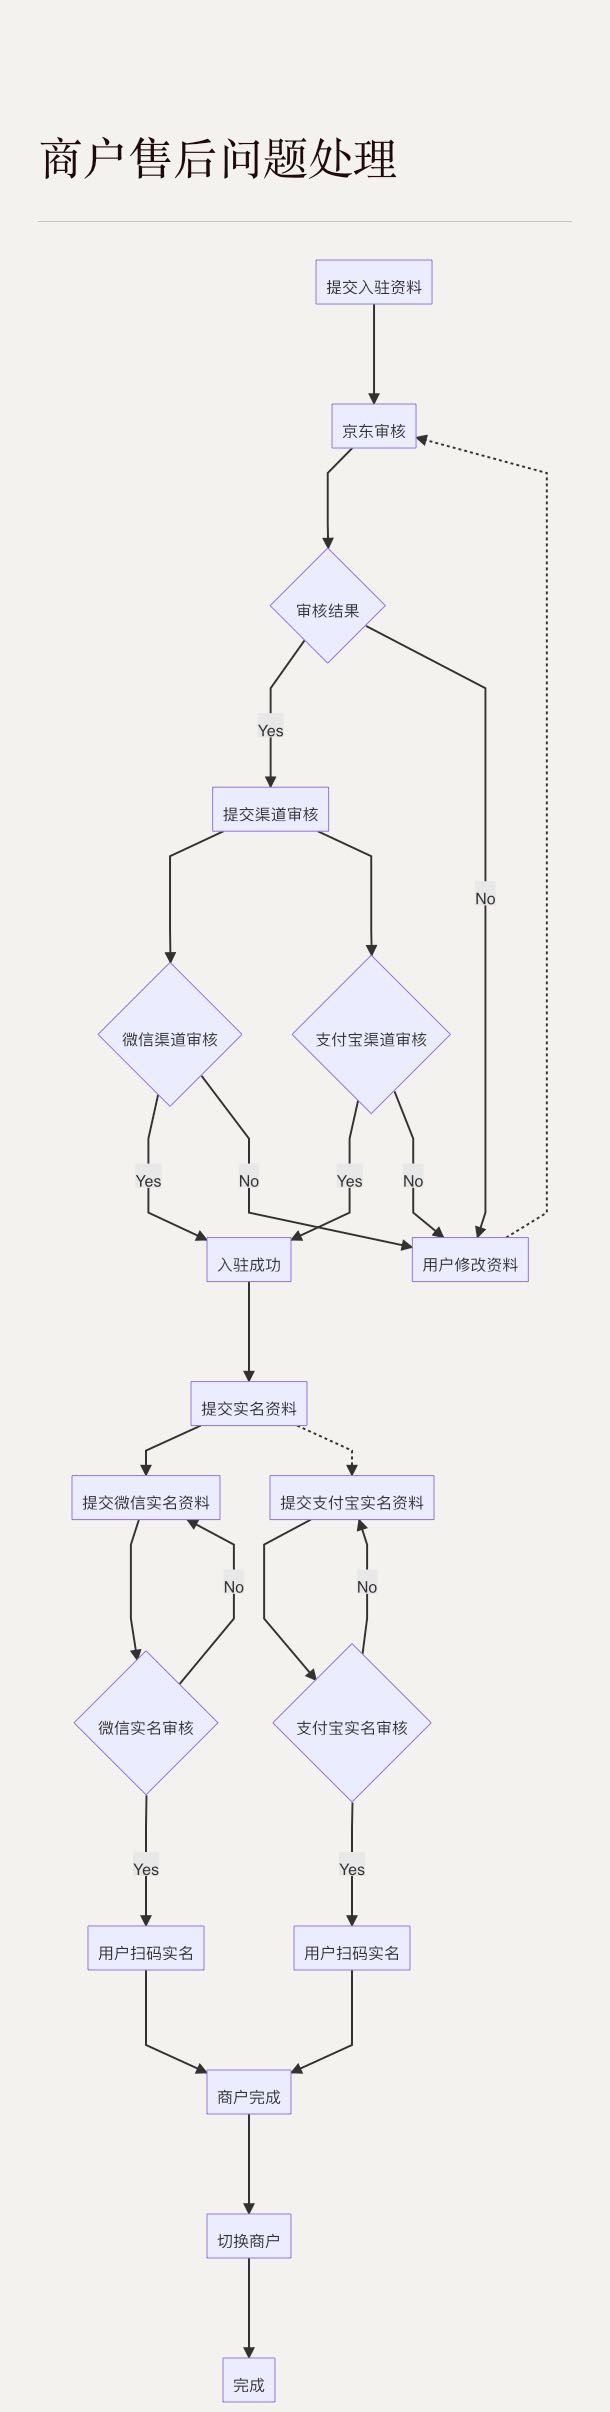 商户售后问题处理
提交入驻资料
京东审核
审核结果
Yes
提交渠道审核
No
微信渠道审核
支付宝渠道审核
Yes
No
Yes
No
入驻成功
用户修改资料
提交实名资料
提交微信实名资料
提交支付宝实名资料
No
No
微信实名审核
支付宝实名审核
Yes
Yes
用户扫码实名
用户扫码实名
商户完成
切换商户
完成